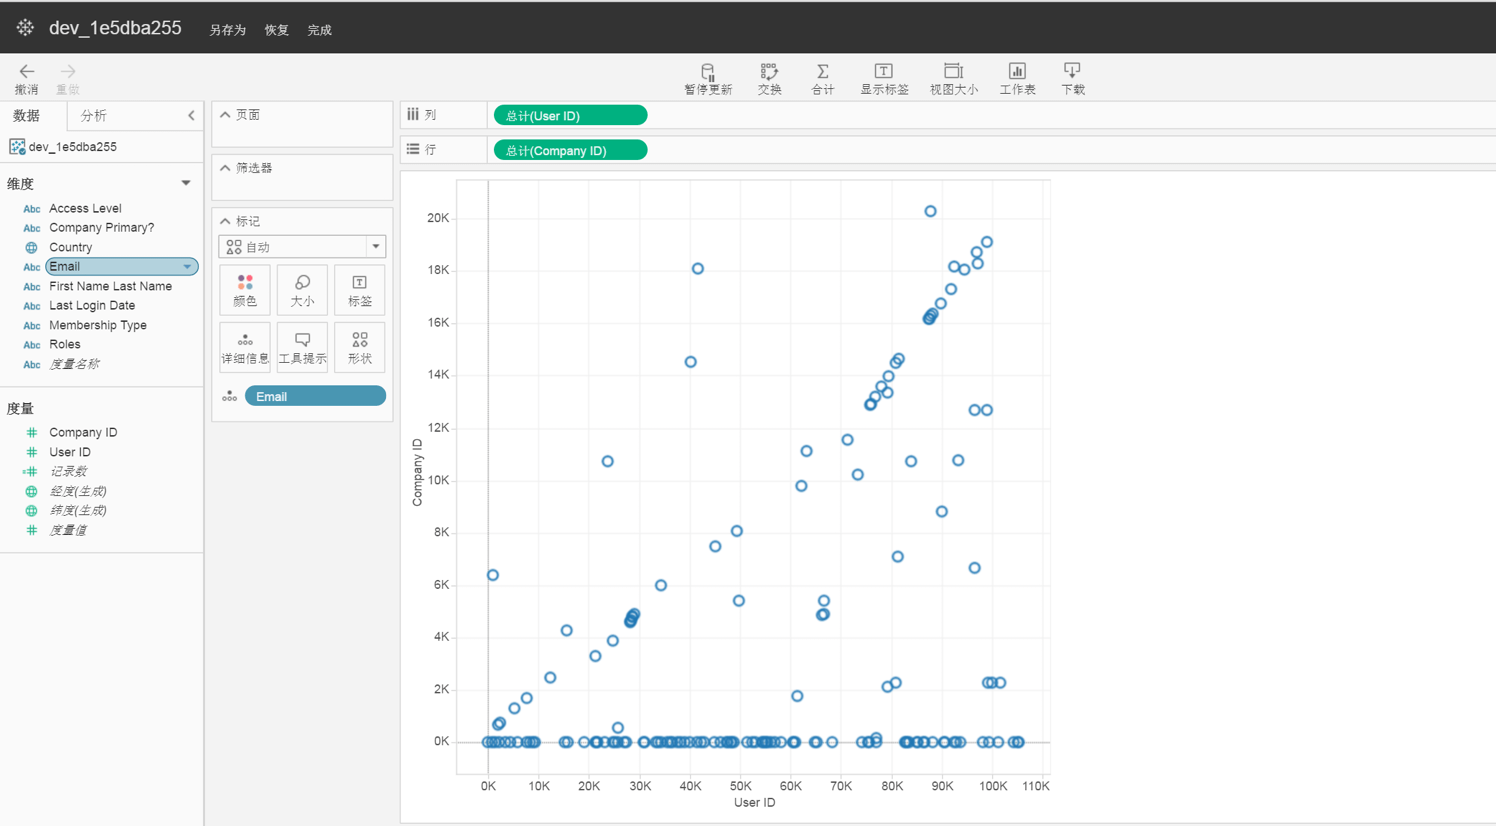 dev_1e5dba255 另存为 恢复 完成
撤消 重做 暂停更新 交换 合计 显示标签 视图大小 工作表 下载
数据 分析
dev_1e5dba255
维度
Abc Access Level
Abc Company Primary?
Country
Abc Email
Abc First Name Last Name
Abc Last Login Date
Abc Membership Type
Abc Roles
Abc 度量名称
度量
Company ID
User ID
记录数
经度(生成)
纬度(生成)
度量值
页面
筛选器
标记
自动
颜色 大小 标签
详细信息 工具提示 形状
Email
列 总计(User ID)
行 总计(Company ID)
20K
18K
16K
14K
12K
10K
8K
6K
4K
2K
0K
Company ID
0K 10K 20K 30K 40K 50K 60K 70K 80K 90K 100K 110K
User ID